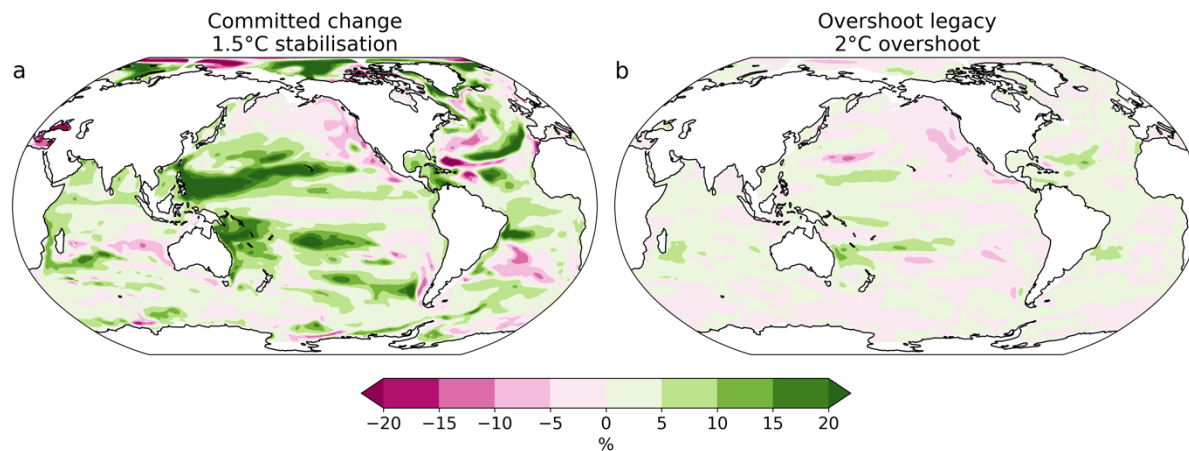 Committed change
1.5°C stabilisation
Overshoot legacy
2°C overshoot
a
b
−20 −15 −10 −5 0 5 10 15 20
%